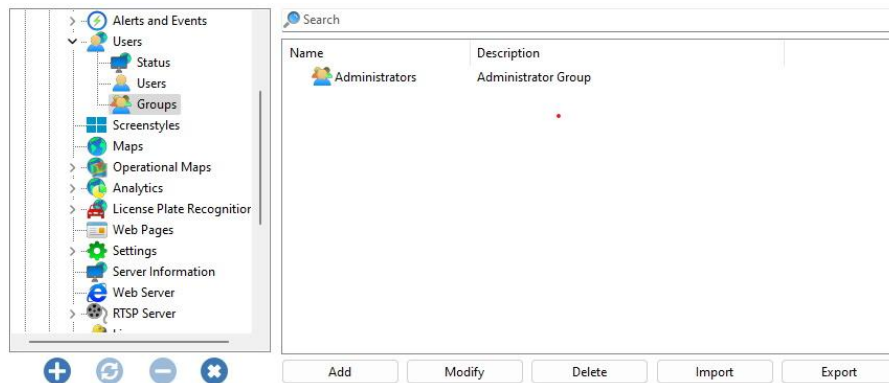 Alerts and Events
Users
Status
Users
Groups
Screenstyles
Maps
Operational Maps
Analytics
License Plate Recognition
Web Pages
Settings
Server Information
Web Server
RTSP Server
Search
Name Description
Administrators Administrator Group
Add Modify Delete Import Export